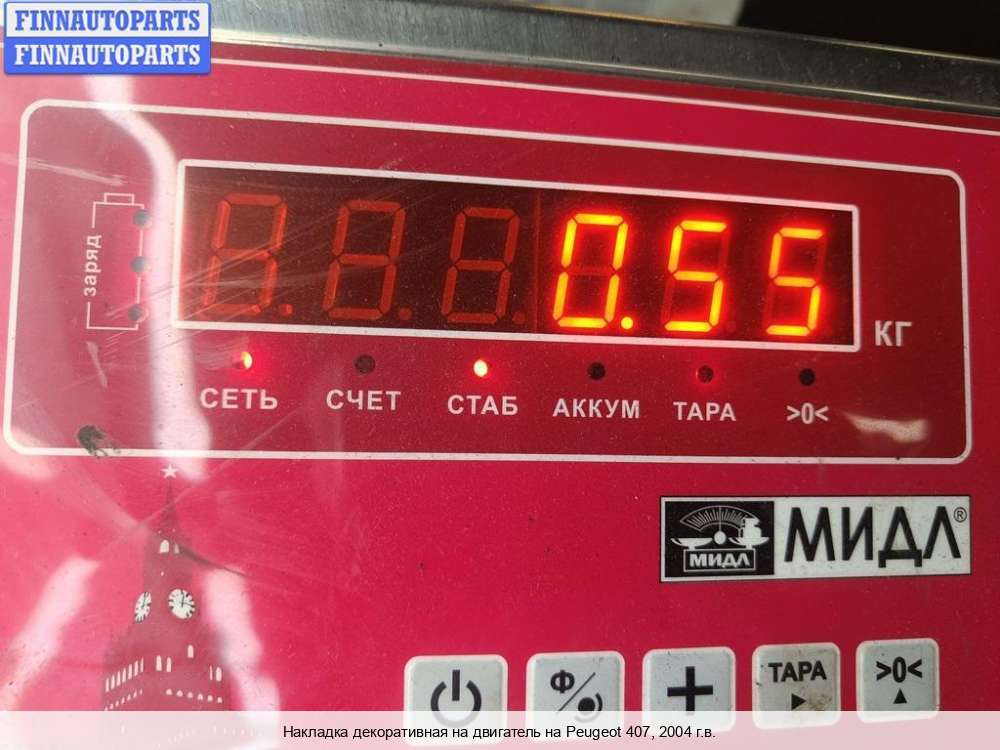 FINNAUTOPARTS
FINNAUTOPARTS
заряд
0.55
КГ
СЕТЬ СЧЕТ СТАБ АККУМ ТАРА >0<
МИДЛ МИДЛ®
Ф ТАРА >0<
Накладка декоративная на двигатель на Peugeot 407, 2004 г.в.